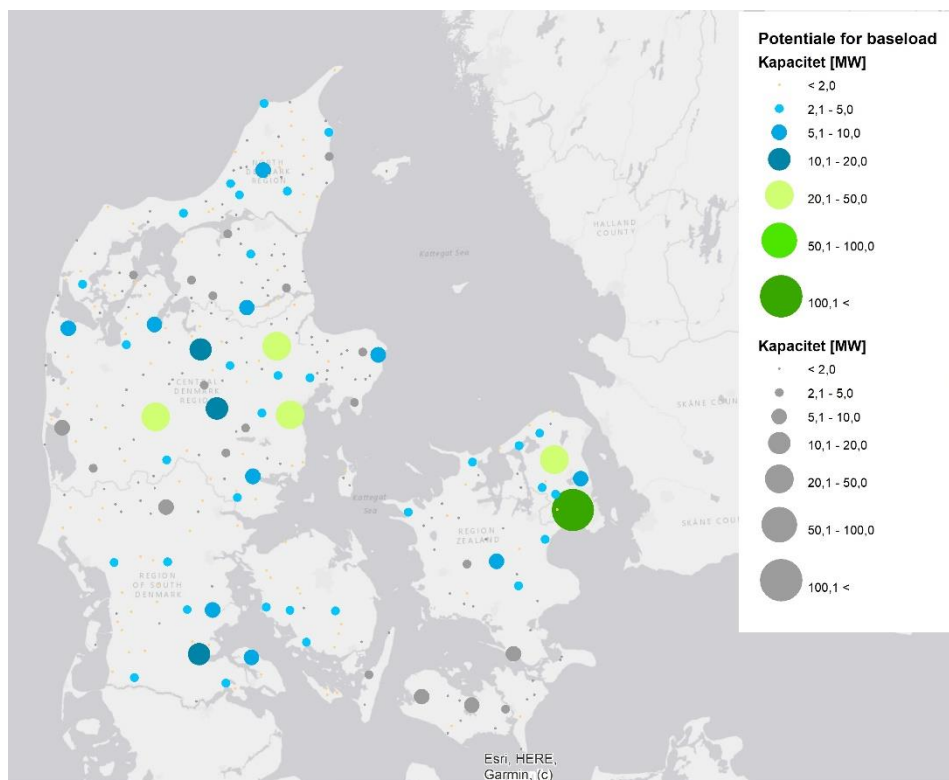 Potentiale for baseload
Kapacitet [MW]
< 2,0
2,1 - 5,0
5,1 - 10,0
10,1 - 20,0
20,1 - 50,0
50,1 - 100,0
100,1 <
Kapacitet [MW]
< 2,0
2,1 - 5,0
5,1 - 10,0
10,1 - 20,0
20,1 - 50,0
50,1 - 100,0
100,1 <
NORTH
DENMARK
REGION
HALLAND
COUNTY
Kattegat Sea
CENTRAL
DENMARK
REGION
SKÅNE COUN
Kattegat
Sea
SKÅNE COUN
REGION
ZEALAND
REGION
OF SOUTH
DENMARK
Esri, HERE,
Garmin, (c)